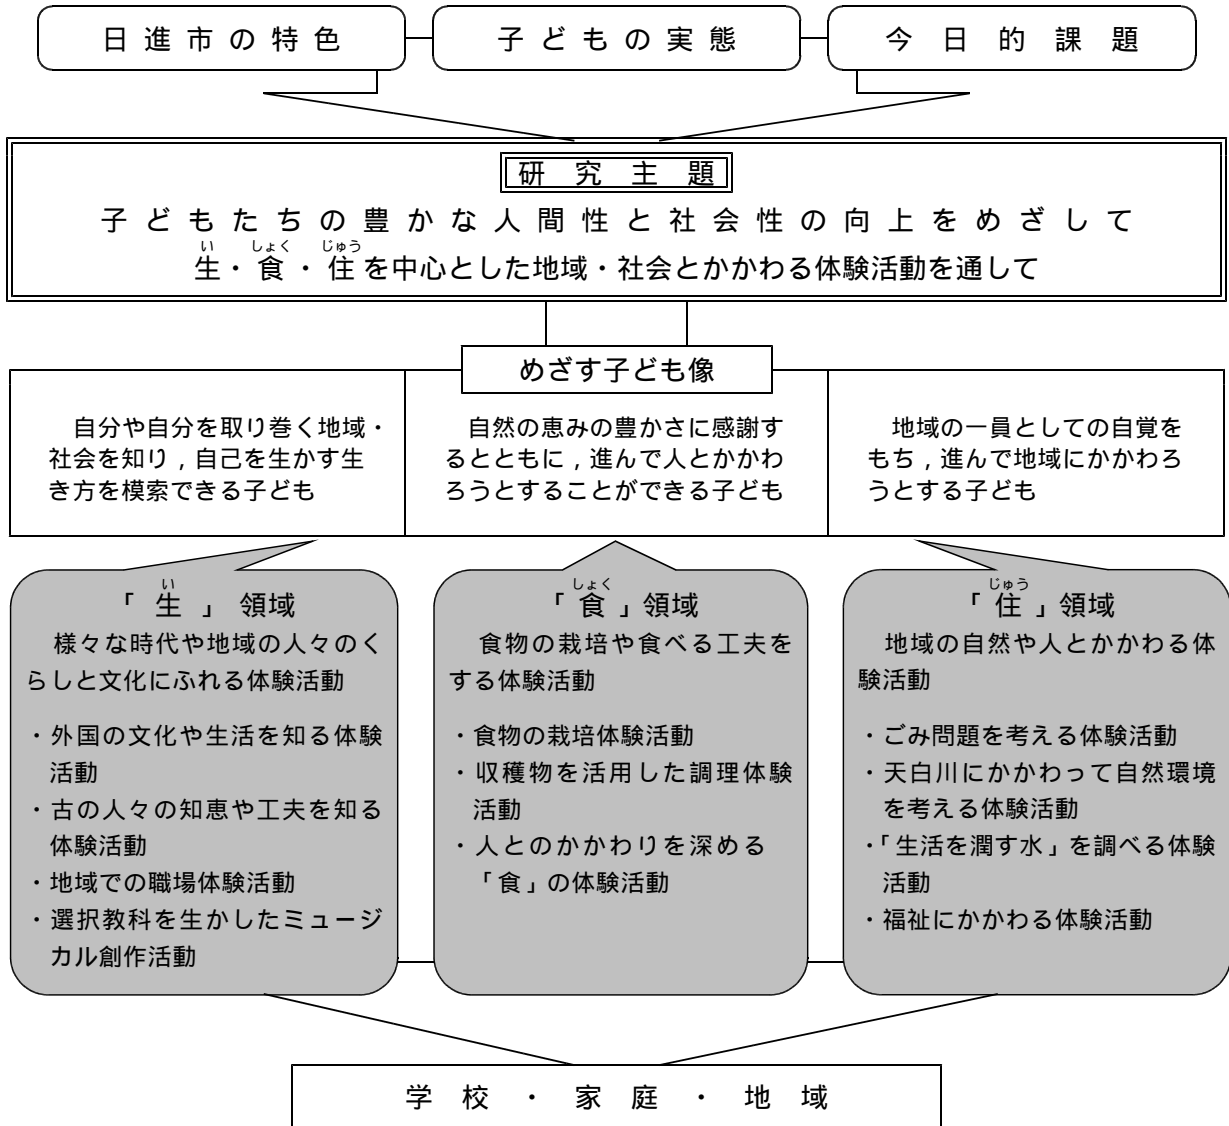 日進市の特色
子どもの実態
今日的課題
研究主題
子どもたちの豊かな人間性と社会性の向上をめざして
い しょく じゅう
生・食・住を中心とした地域・社会とかかわる体験活動を通して
めざす子ども像
自分や自分を取り巻く地域・
社会を知り,自己を生かす生
き方を模索できる子ども
自然の恵みの豊かさに感謝す
るとともに,進んで人とかかわ
ろうとすることができる子ども
地域の一員としての自覚を
もち,進んで地域にかかわろ
うとする子ども
い
「生」領域
様々な時代や地域の人々のく
らしと文化にふれる体験活動
・外国の文化や生活を知る体験
活動
・古の人々の知恵や工夫を知る
体験活動
・地域での職場体験活動
・選択教科を生かしたミュージ
カル創作活動
しょく
「食」領域
食物の栽培や食べる工夫を
する体験活動
・食物の栽培体験活動
・収穫物を活用した調理体験
活動
・人とのかかわりを深める
「食」の体験活動
じゅう
「住」領域
地域の自然や人とかかわる体
験活動
・ごみ問題を考える体験活動
・天白川にかかわって自然環境
を考える体験活動
・「生活を潤す水」を調べる体験
活動
・福祉にかかわる体験活動
学校・家庭・地域